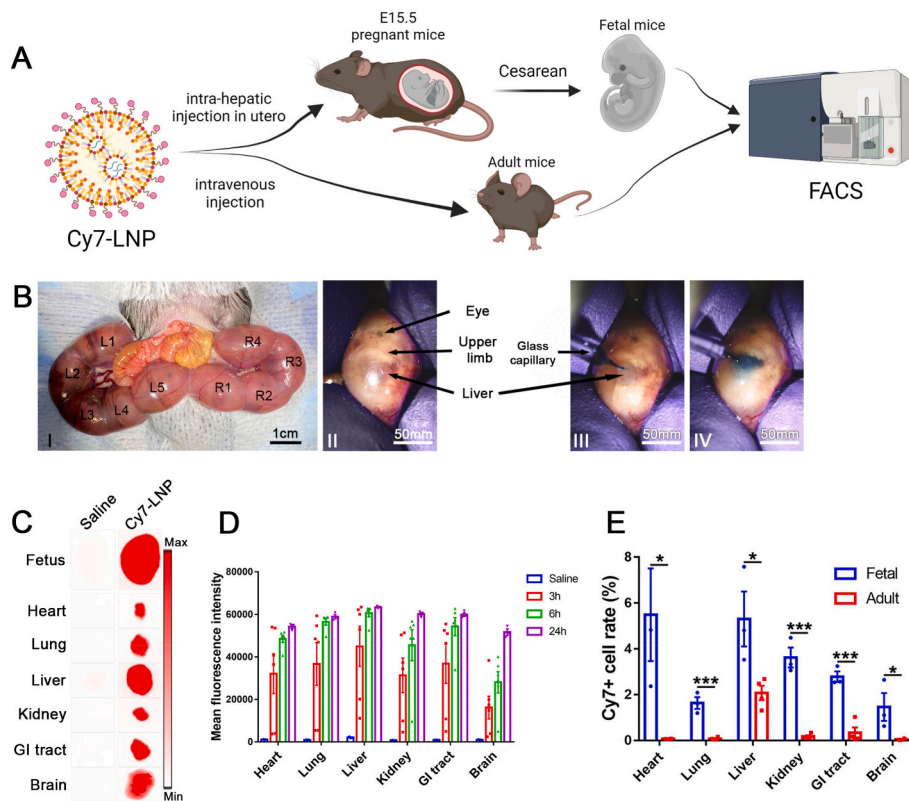 A
E15.5
pregnant mice
Fetal mice
Cesarean
intra-hepatic
injection in utero
Adult mice
intravenous
injection
Cy7-LNP
FACS
B
L1
L2
L3
L4
L5
R1
R2
R3
R4
1cm
I
Eye
Upper
limb
Liver
Glass
capillary
50mm
II
50mm
III
50mm
IV
C
Saline
Cy7-LNP
Fetus
Heart
Lung
Liver
Kidney
GI tract
Brain
Max
Min
D
Mean fluorescence intensity
80000
60000
40000
20000
0
Saline
3h
6h
24h
Heart
Lung
Liver
Kidney
GI tract
Brain
E
Cy7+ cell rate (%)
8
6
4
2
0
Fetal
Adult
*
***
*
***
***
*
Heart
Lung
Liver
Kidney
GI tract
Brain